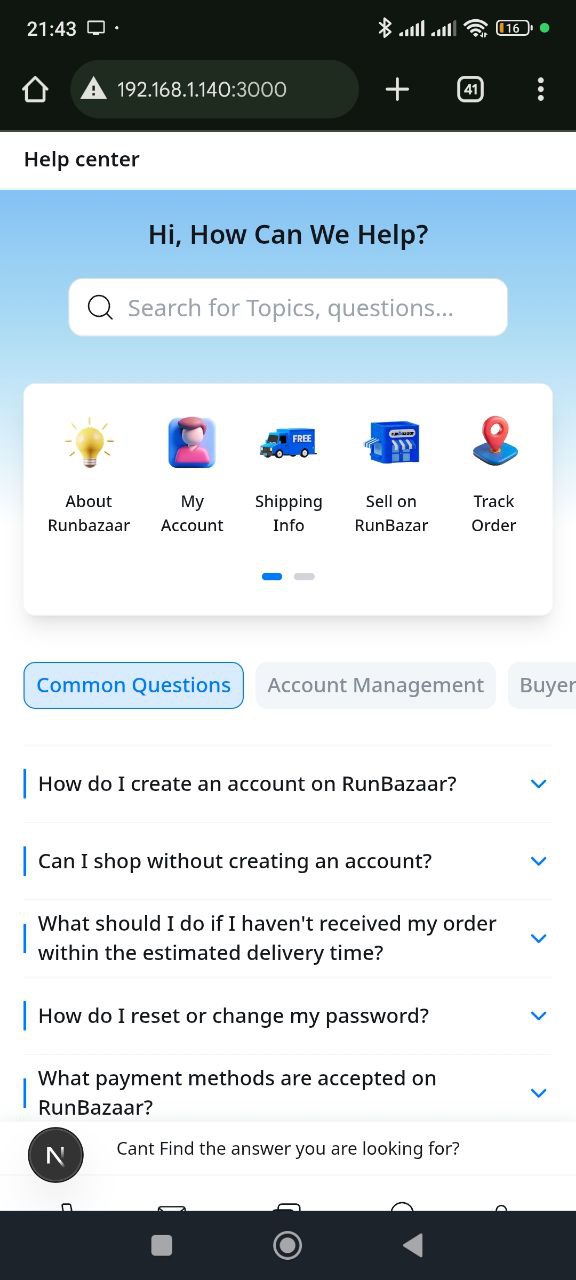 21:43
16
192.168.1.140:3000
41
Help center
Hi, How Can We Help?
Search for Topics, questions...
FREE
About
Runbazaar
My
Account
Shipping
Info
Sell on
RunBazar
Track
Order
Common Questions
Account Management
Buyer
How do I create an account on RunBazaar?
Can I shop without creating an account?
What should I do if I haven't received my order
within the estimated delivery time?
How do I reset or change my password?
What payment methods are accepted on
RunBazaar?
N
Cant Find the answer you are looking for?